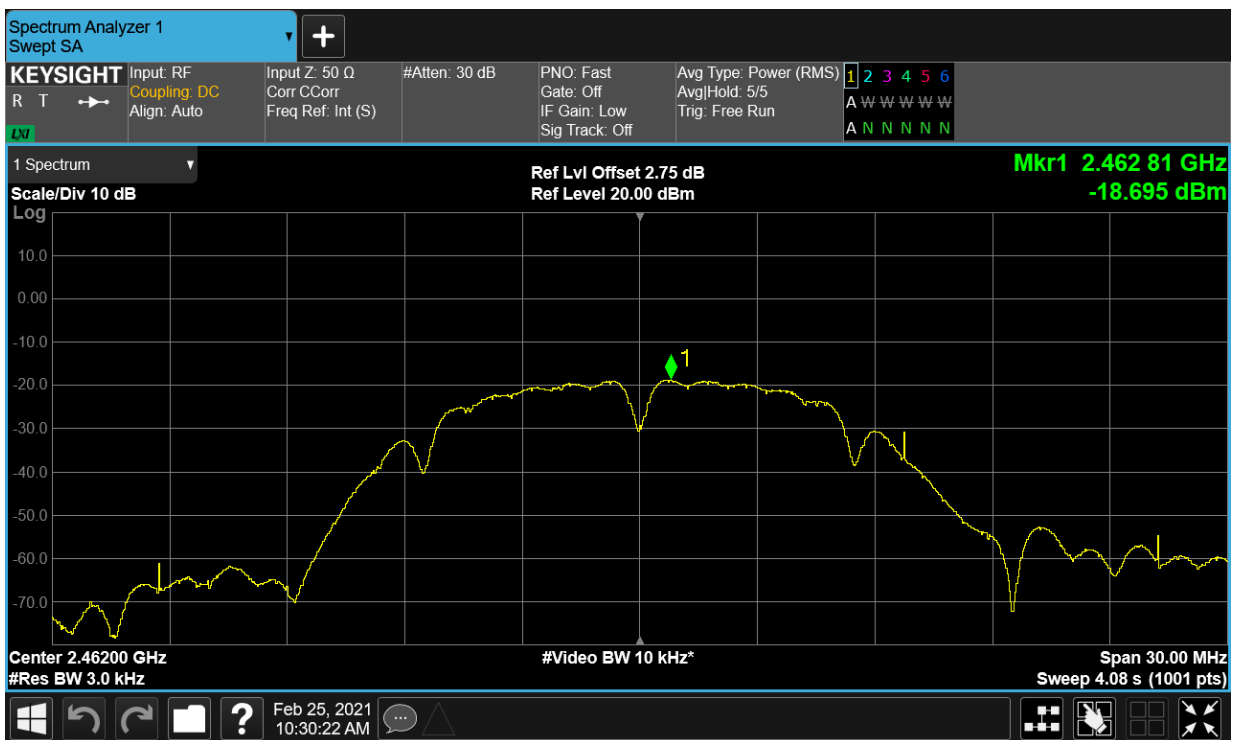 Spectrum Analyzer 1
Swept SA
KEYSIGHT
R T
LXI
Input: RF
Coupling: DC
Align: Auto
Input Z: 50 Ω
Corr CCorr
Freq Ref: Int (S)
#Atten: 30 dB
PNO: Fast
Gate: Off
IF Gain: Low
Sig Track: Off
Avg Type: Power (RMS)
Avg|Hold: 5/5
Trig: Free Run
1 2 3 4 5 6
A W W W W W
A N N N N N
1 Spectrum
Scale/Div 10 dB
Log
Ref Lvl Offset 2.75 dB
Ref Level 20.00 dBm
Mkr1 2.462 81 GHz
-18.695 dBm
10.0
0.00
-10.0
1
-20.0
-30.0
-40.0
-50.0
-60.0
-70.0
Center 2.46200 GHz
#Res BW 3.0 kHz
#Video BW 10 kHz*
Span 30.00 MHz
Sweep 4.08 s (1001 pts)
?
Feb 25, 2021
10:30:22 AM